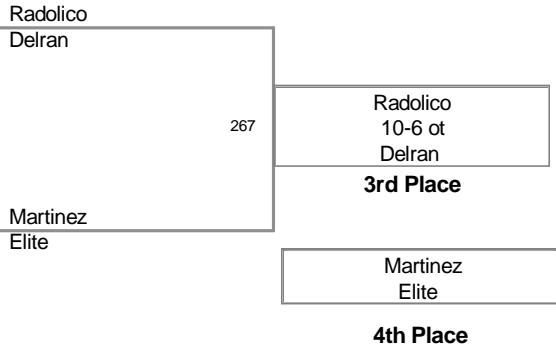 Radolico
Delran
267
Radolico
10-6 ot
Delran
3rd Place
Martinez
Elite
Martinez
Elite
4th Place